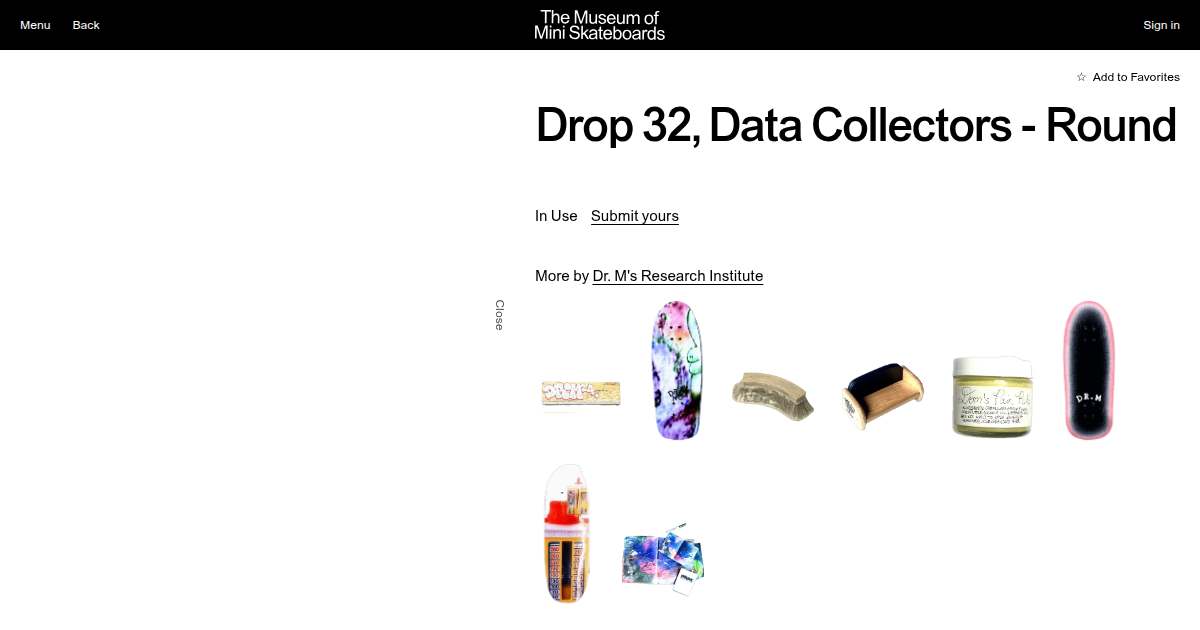 Menu
Back
The Museum of
Mini Skateboards
Sign in
☆ Add to Favorites
Drop 32, Data Collectors - Round
In Use
Submit yours
More by Dr. M's Research Institute
Close
DR.M